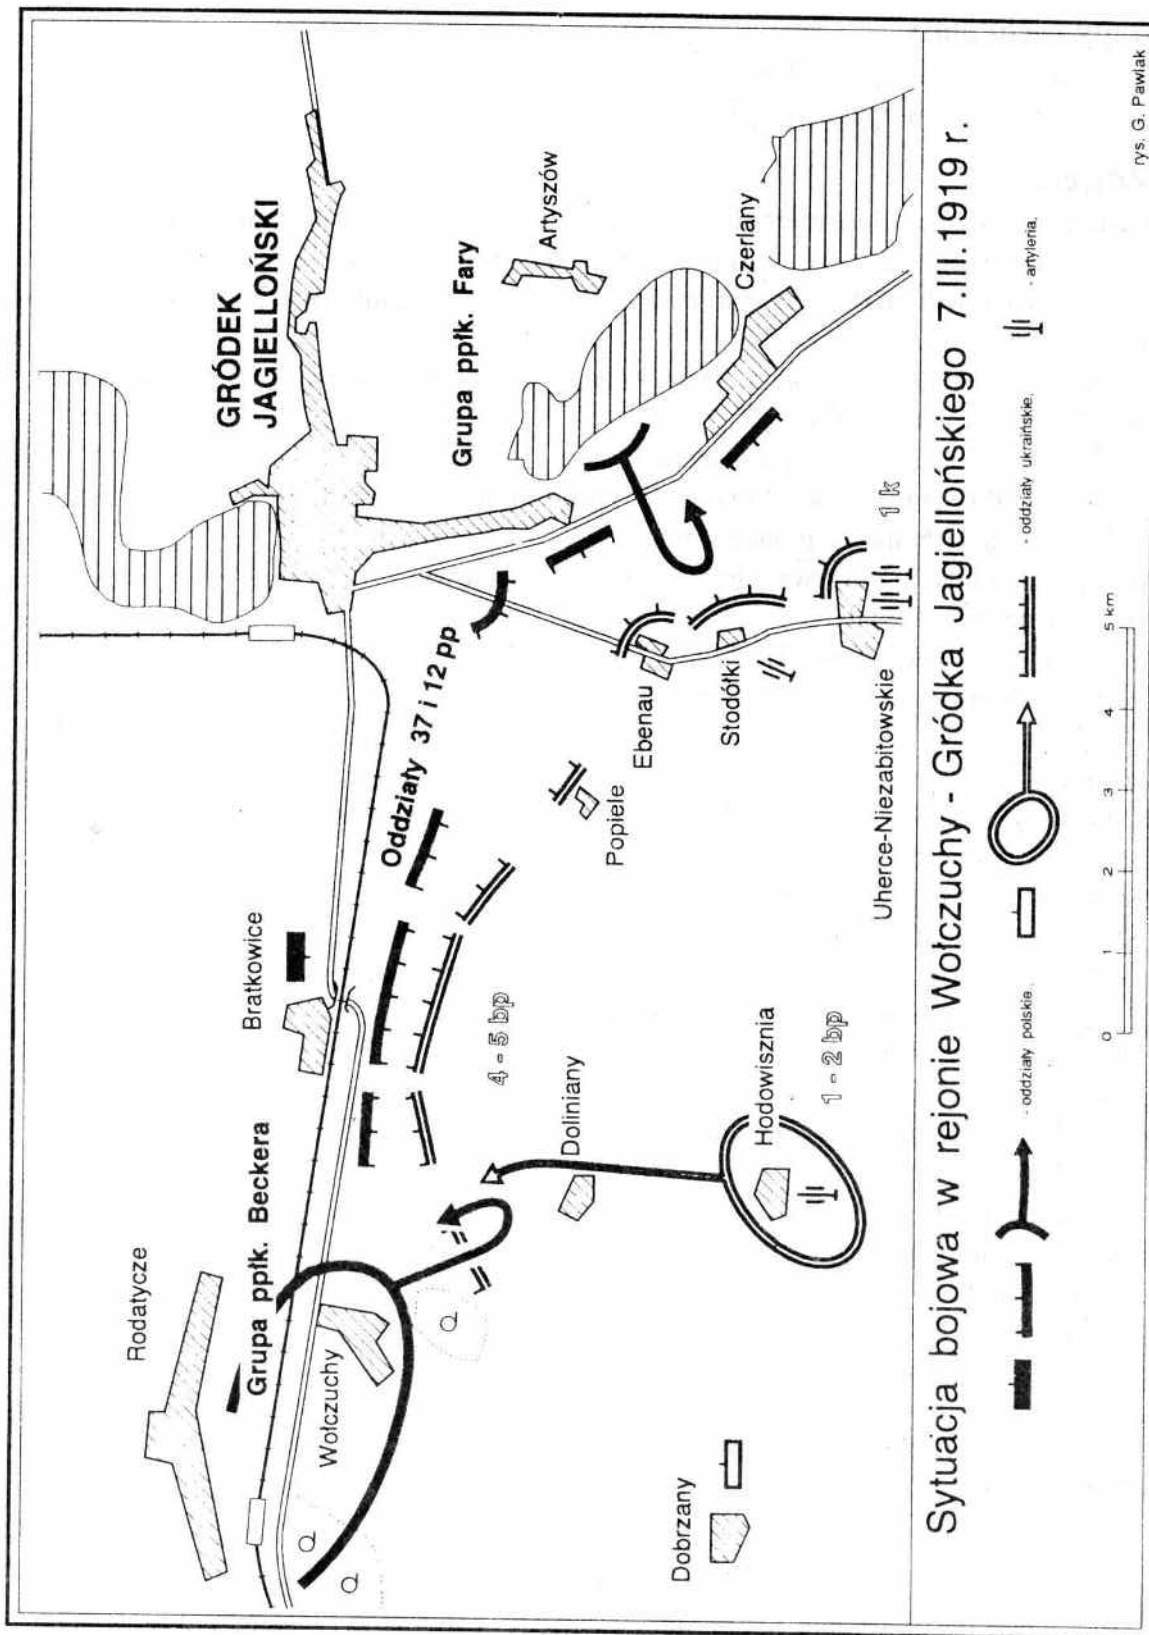 GRÓDEK
JAGIELLOŃSKI
Rodatycze
Bratkowice
Grupa ppłk. Beckera
Grupa ppłk. Fary
Artyszów
Wołczuchy
Oddziały 37 i 12 pp
Czerlany
4 - 5 bp
Doliniany
Popiele
Ebenau
Stodółki
1 k
Dobrzany
Hodowisznia
1 - 2 bp
Uherce-Niezabitowskie
Sytuacja bojowa w rejonie Wołczuchy - Gródka Jagiellońskiego 7.III.1919 r.
- oddziały polskie.
- oddziały ukraińskie.
- artyleria.
0 1 2 3 4 5 km
rys. G. Pawlak